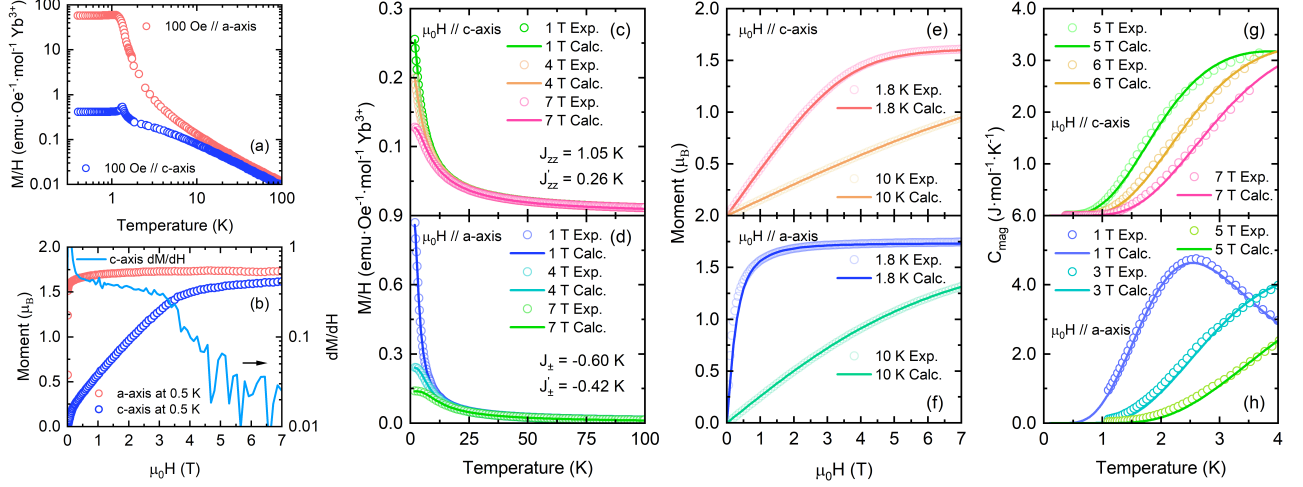 100 Oe // a-axis
(a)
100 Oe // c-axis
100
10
1
0.1
0.01
M/H (emu·Oe⁻¹·mol⁻¹ Yb³⁺)
1
10
100
Temperature (K)
c-axis dM/dH
(b)
a-axis at 0.5 K
c-axis at 0.5 K
2.0
1.5
1.0
0.5
0.0
Moment (μB)
1
0.1
0.01
dM/dH
0 1 2 3 4 5 6 7
μ₀H (T)
μ₀H // c-axis
(c)
1 T Exp.
1 T Calc.
4 T Exp.
4 T Calc.
7 T Exp.
7 T Calc.
Jzz = 1.05 K
J'zz = 0.26 K
0.3
0.2
0.1
0.9
0.6
0.3
0.0
M/H (emu·Oe⁻¹·mol⁻¹ Yb³⁺)
μ₀H // a-axis
(d)
1 T Exp.
1 T Calc.
4 T Exp.
4 T Calc.
7 T Exp.
7 T Calc.
J± = -0.60 K
J'± = -0.42 K
0 25 50 75 100
Temperature (K)
μ₀H // c-axis
(e)
1.8 K Exp.
1.8 K Calc.
10 K Exp.
10 K Calc.
2.0
1.5
1.0
0.5
2.0
1.5
1.0
0.5
0.0
Moment (μB)
μ₀H // a-axis
1.8 K Exp.
1.8 K Calc.
10 K Exp.
10 K Calc.
(f)
0 1 2 3 4 5 6 7
μ₀H (T)
5 T Exp.
5 T Calc.
6 T Exp.
6 T Calc.
(g)
μ₀H // c-axis
7 T Exp.
7 T Calc.
4.0
3.0
2.0
1.0
6.0
4.0
2.0
0.0
Cmag (J·mol⁻¹·K⁻¹)
1 T Exp.
1 T Calc.
3 T Exp.
3 T Calc.
5 T Exp.
5 T Calc.
μ₀H // a-axis
(h)
0 1 2 3 4
Temperature (K)